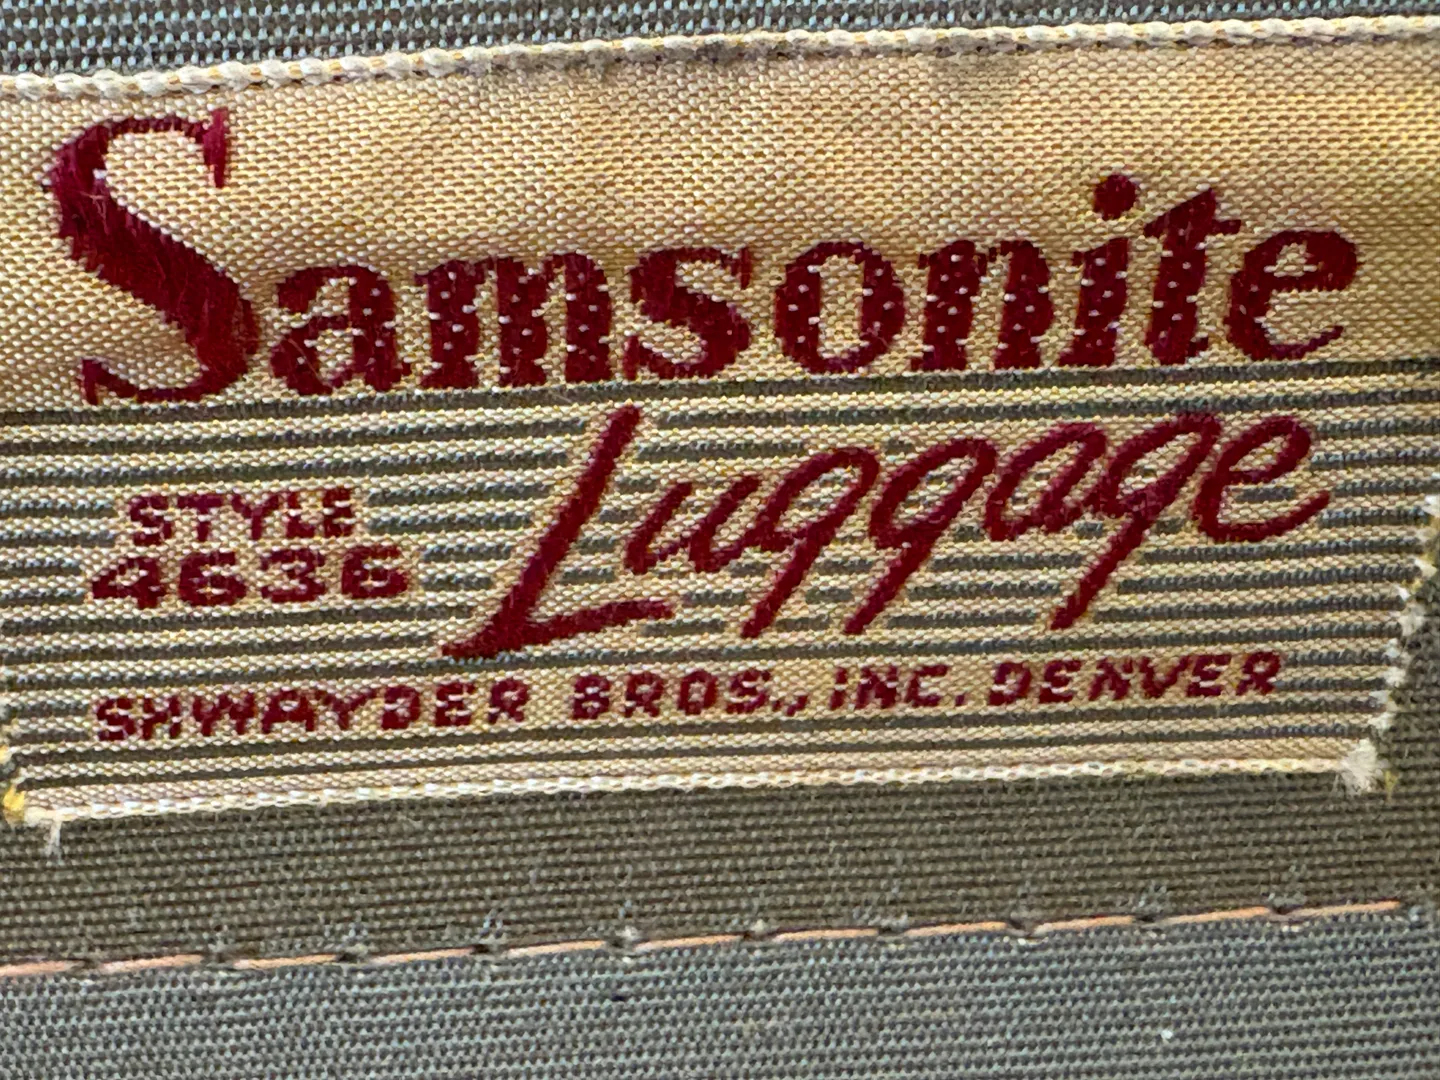 Samsonite
Luggage
STYLE
4636
SHWAYDER BROS., INC. DENVER